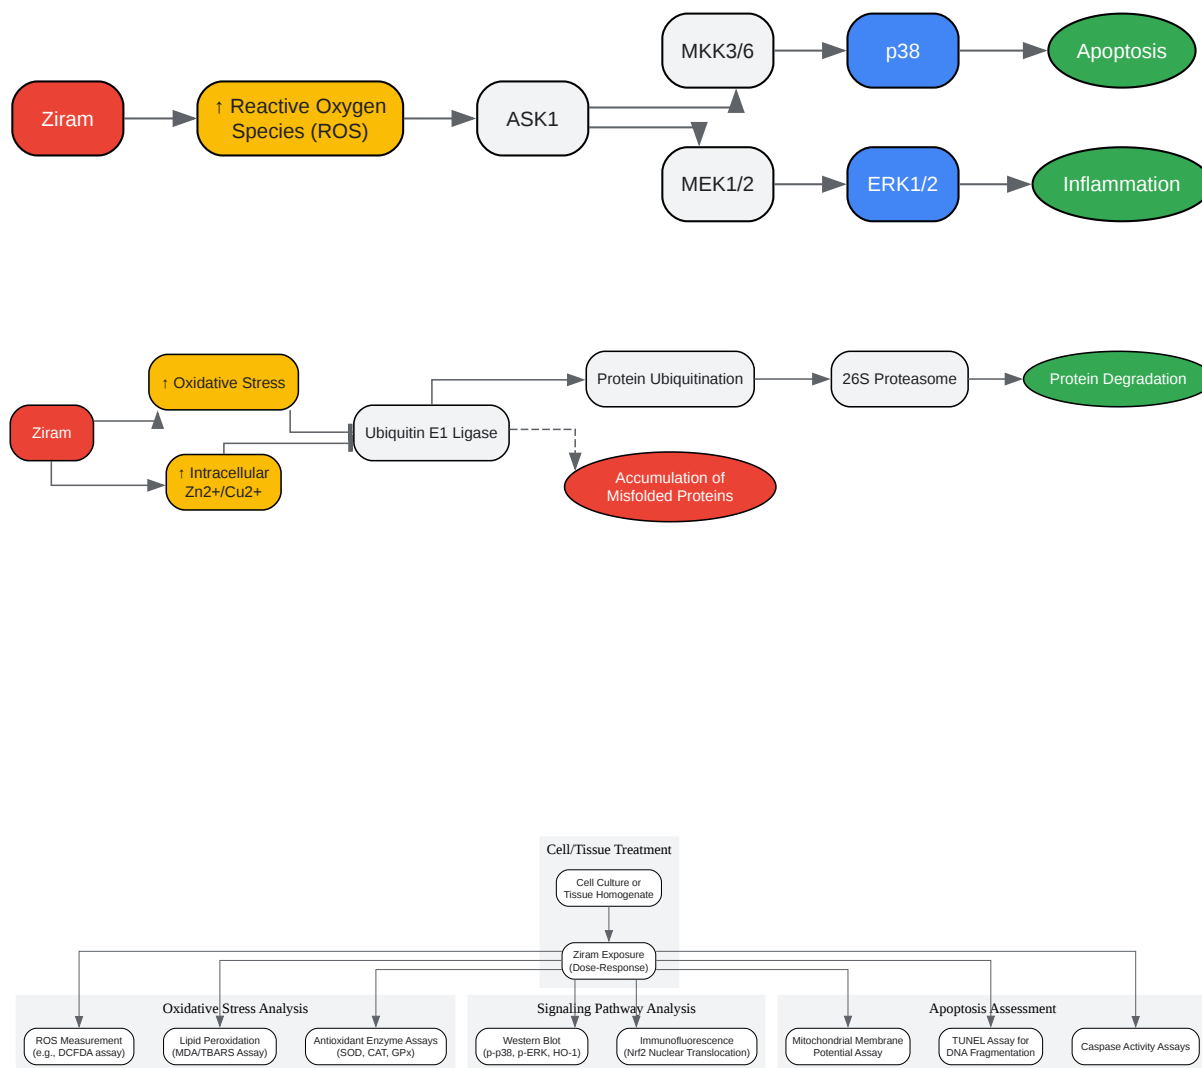 Ziram
↑ Reactive Oxygen
Species (ROS)
ASK1
MKK3/6
p38
Apoptosis
MEK1/2
ERK1/2
Inflammation
Ziram
↑ Oxidative Stress
↑ Intracellular
Zn2+/Cu2+
Ubiquitin E1 Ligase
Protein Ubiquitination
26S Proteasome
Protein Degradation
Accumulation of
Misfolded Proteins
Cell/Tissue Treatment
Cell Culture or
Tissue Homogenate
Ziram Exposure
(Dose-Response)
Oxidative Stress Analysis
ROS Measurement
(e.g., DCFDA assay)
Lipid Peroxidation
(MDA/TBARS Assay)
Antioxidant Enzyme Assays
(SOD, CAT, GPx)
Signaling Pathway Analysis
Western Blot
(p-p38, p-ERK, HO-1)
Immunofluorescence
(Nrf2 Nuclear Translocation)
Apoptosis Assessment
Mitochondrial Membrane
Potential Assay
TUNEL Assay for
DNA Fragmentation
Caspase Activity Assays